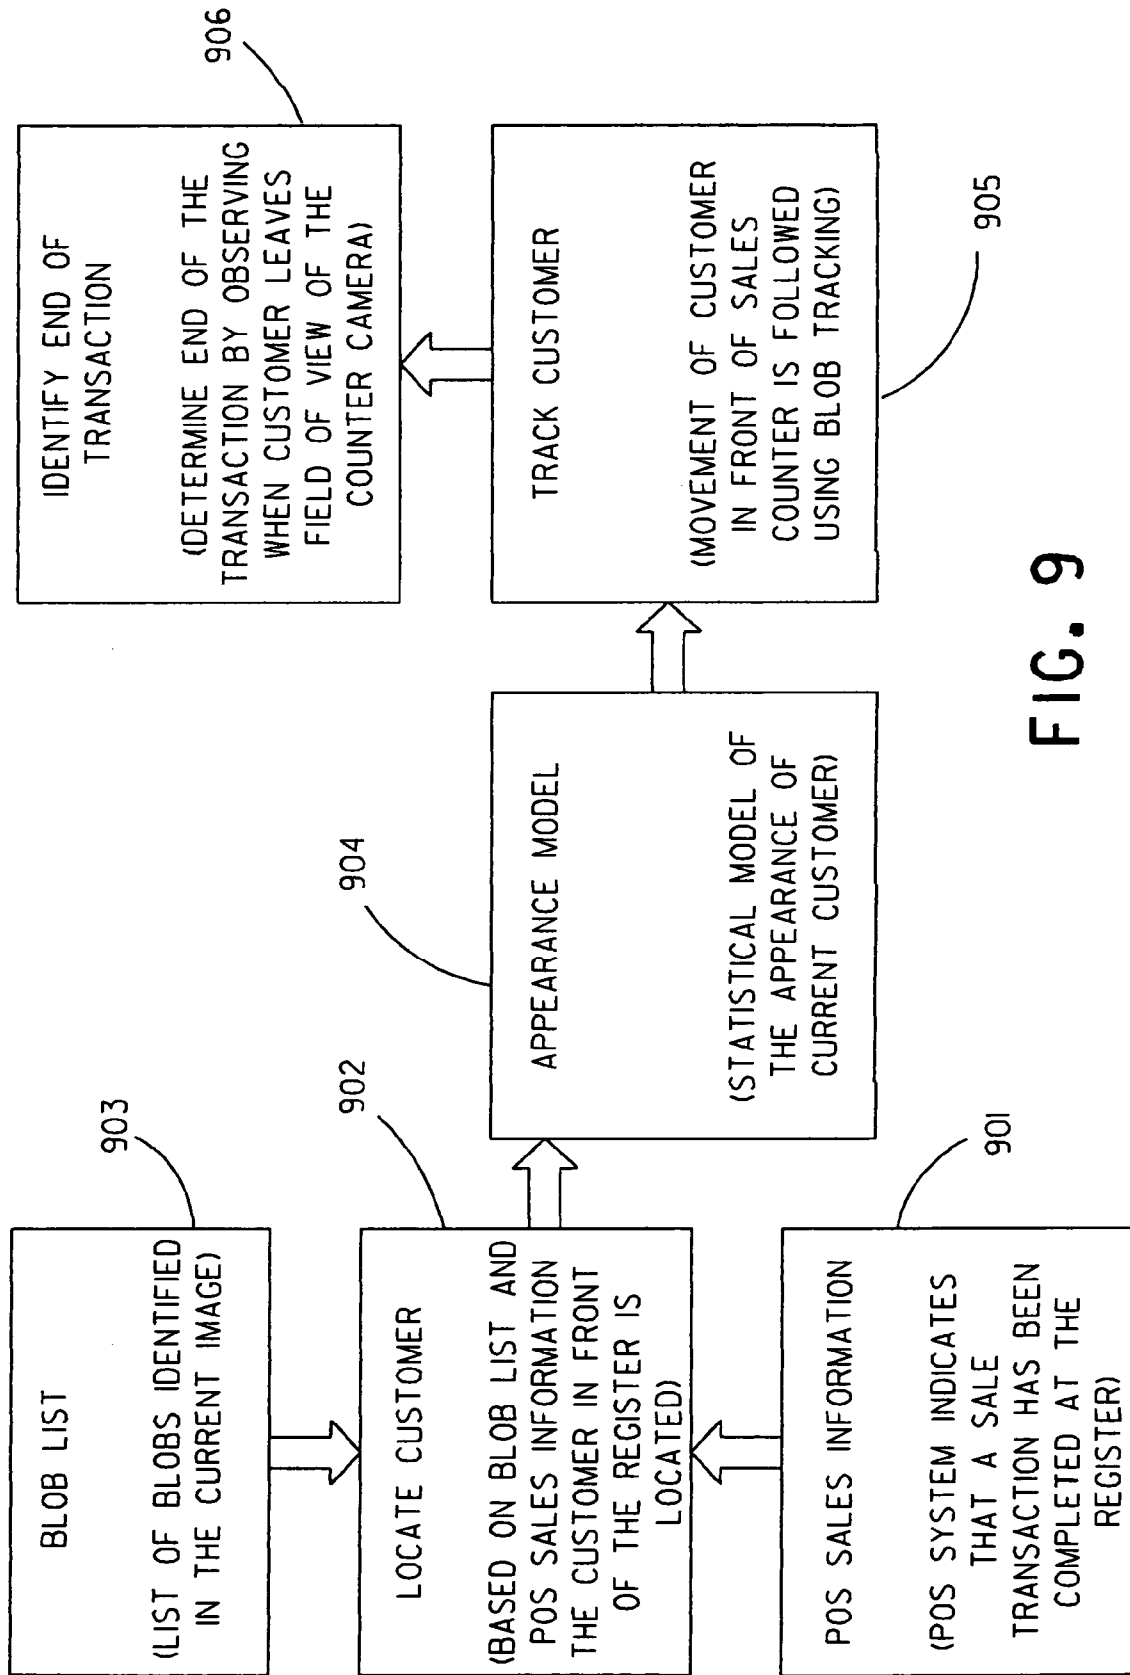 BLOB LIST
(LIST OF BLOBS IDENTIFIED
IN THE CURRENT IMAGE)
903
LOCATE CUSTOMER
(BASED ON BLOB LIST AND
POS SALES INFORMATION
THE CUSTOMER IN FRONT
OF THE REGISTER IS
LOCATED)
902
POS SALES INFORMATION
(POS SYSTEM INDICATES
THAT A SALE
TRANSACTION HAS BEEN
COMPLETED AT THE
REGISTER)
901
APPEARANCE MODEL
(STATISTICAL MODEL OF
THE APPEARANCE OF
CURRENT CUSTOMER)
904
TRACK CUSTOMER
(MOVEMENT OF CUSTOMER
IN FRONT OF SALES
COUNTER IS FOLLOWED
USING BLOB TRACKING)
905
IDENTIFY END OF
TRANSACTION
(DETERMINE END OF THE
TRANSACTION BY OBSERVING
WHEN CUSTOMER LEAVES
FIELD OF VIEW OF THE
COUNTER CAMERA)
906
FIG. 9